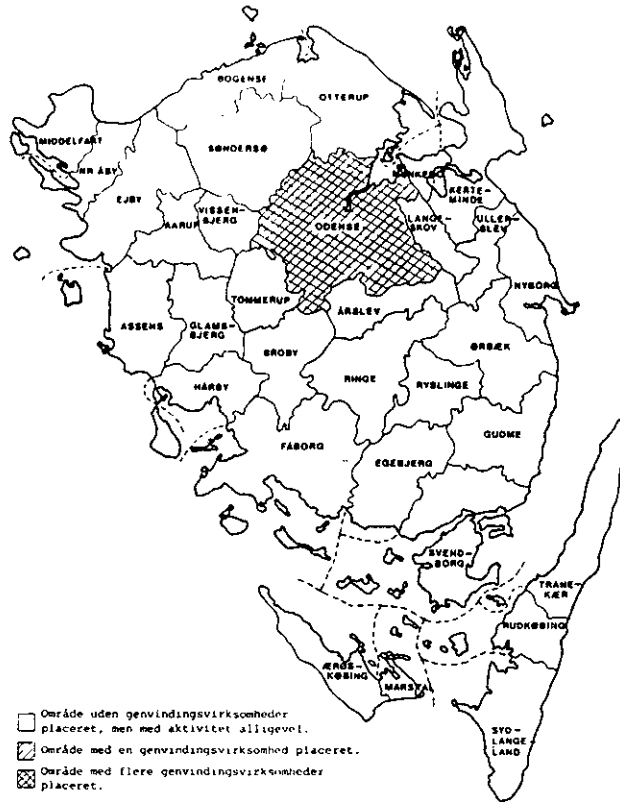 BOGENSE
OTTERUP
MIDDELFART
SØNDERSØ
NR ÅBY
MUNKEBO
KERTE-
MINDE
EJBY
VISSEN-
BJERG
AARUP
ODENSE
LANGE-
SKOV
ULLER-
SLEV
NYBORG
TOMMERUP
ÅRSLEV
ASSENS
GLAMS-
BJERG
BROBY
ØRBÆK
HÅRBY
RINGE
RYSLINGE
FÅBORG
EGEBJERG
GUDME
SVEND-
BORG
TRANE-
KÆR
RUDKØBING
ÆRØS-
KØBING
MARSTAL
SYD-
LANGE-
LAND
Område uden genvindingsvirksomheder
placeret, men med aktivitet alligevel.
Område med en genvindingsvirksomhed placeret.
Område med flere genvindingsvirksomheder
placeret.